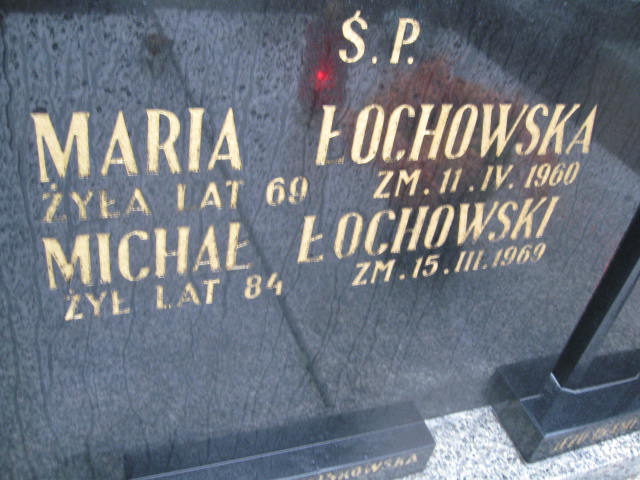 Ś.P.
MARIA ŁOCHOWSKA
ŻYŁA LAT 69 ZM. 11. IV. 1960
MICHAŁ ŁOCHOWSKI
ŻYŁ LAT 84 ZM. 15. III. 1969